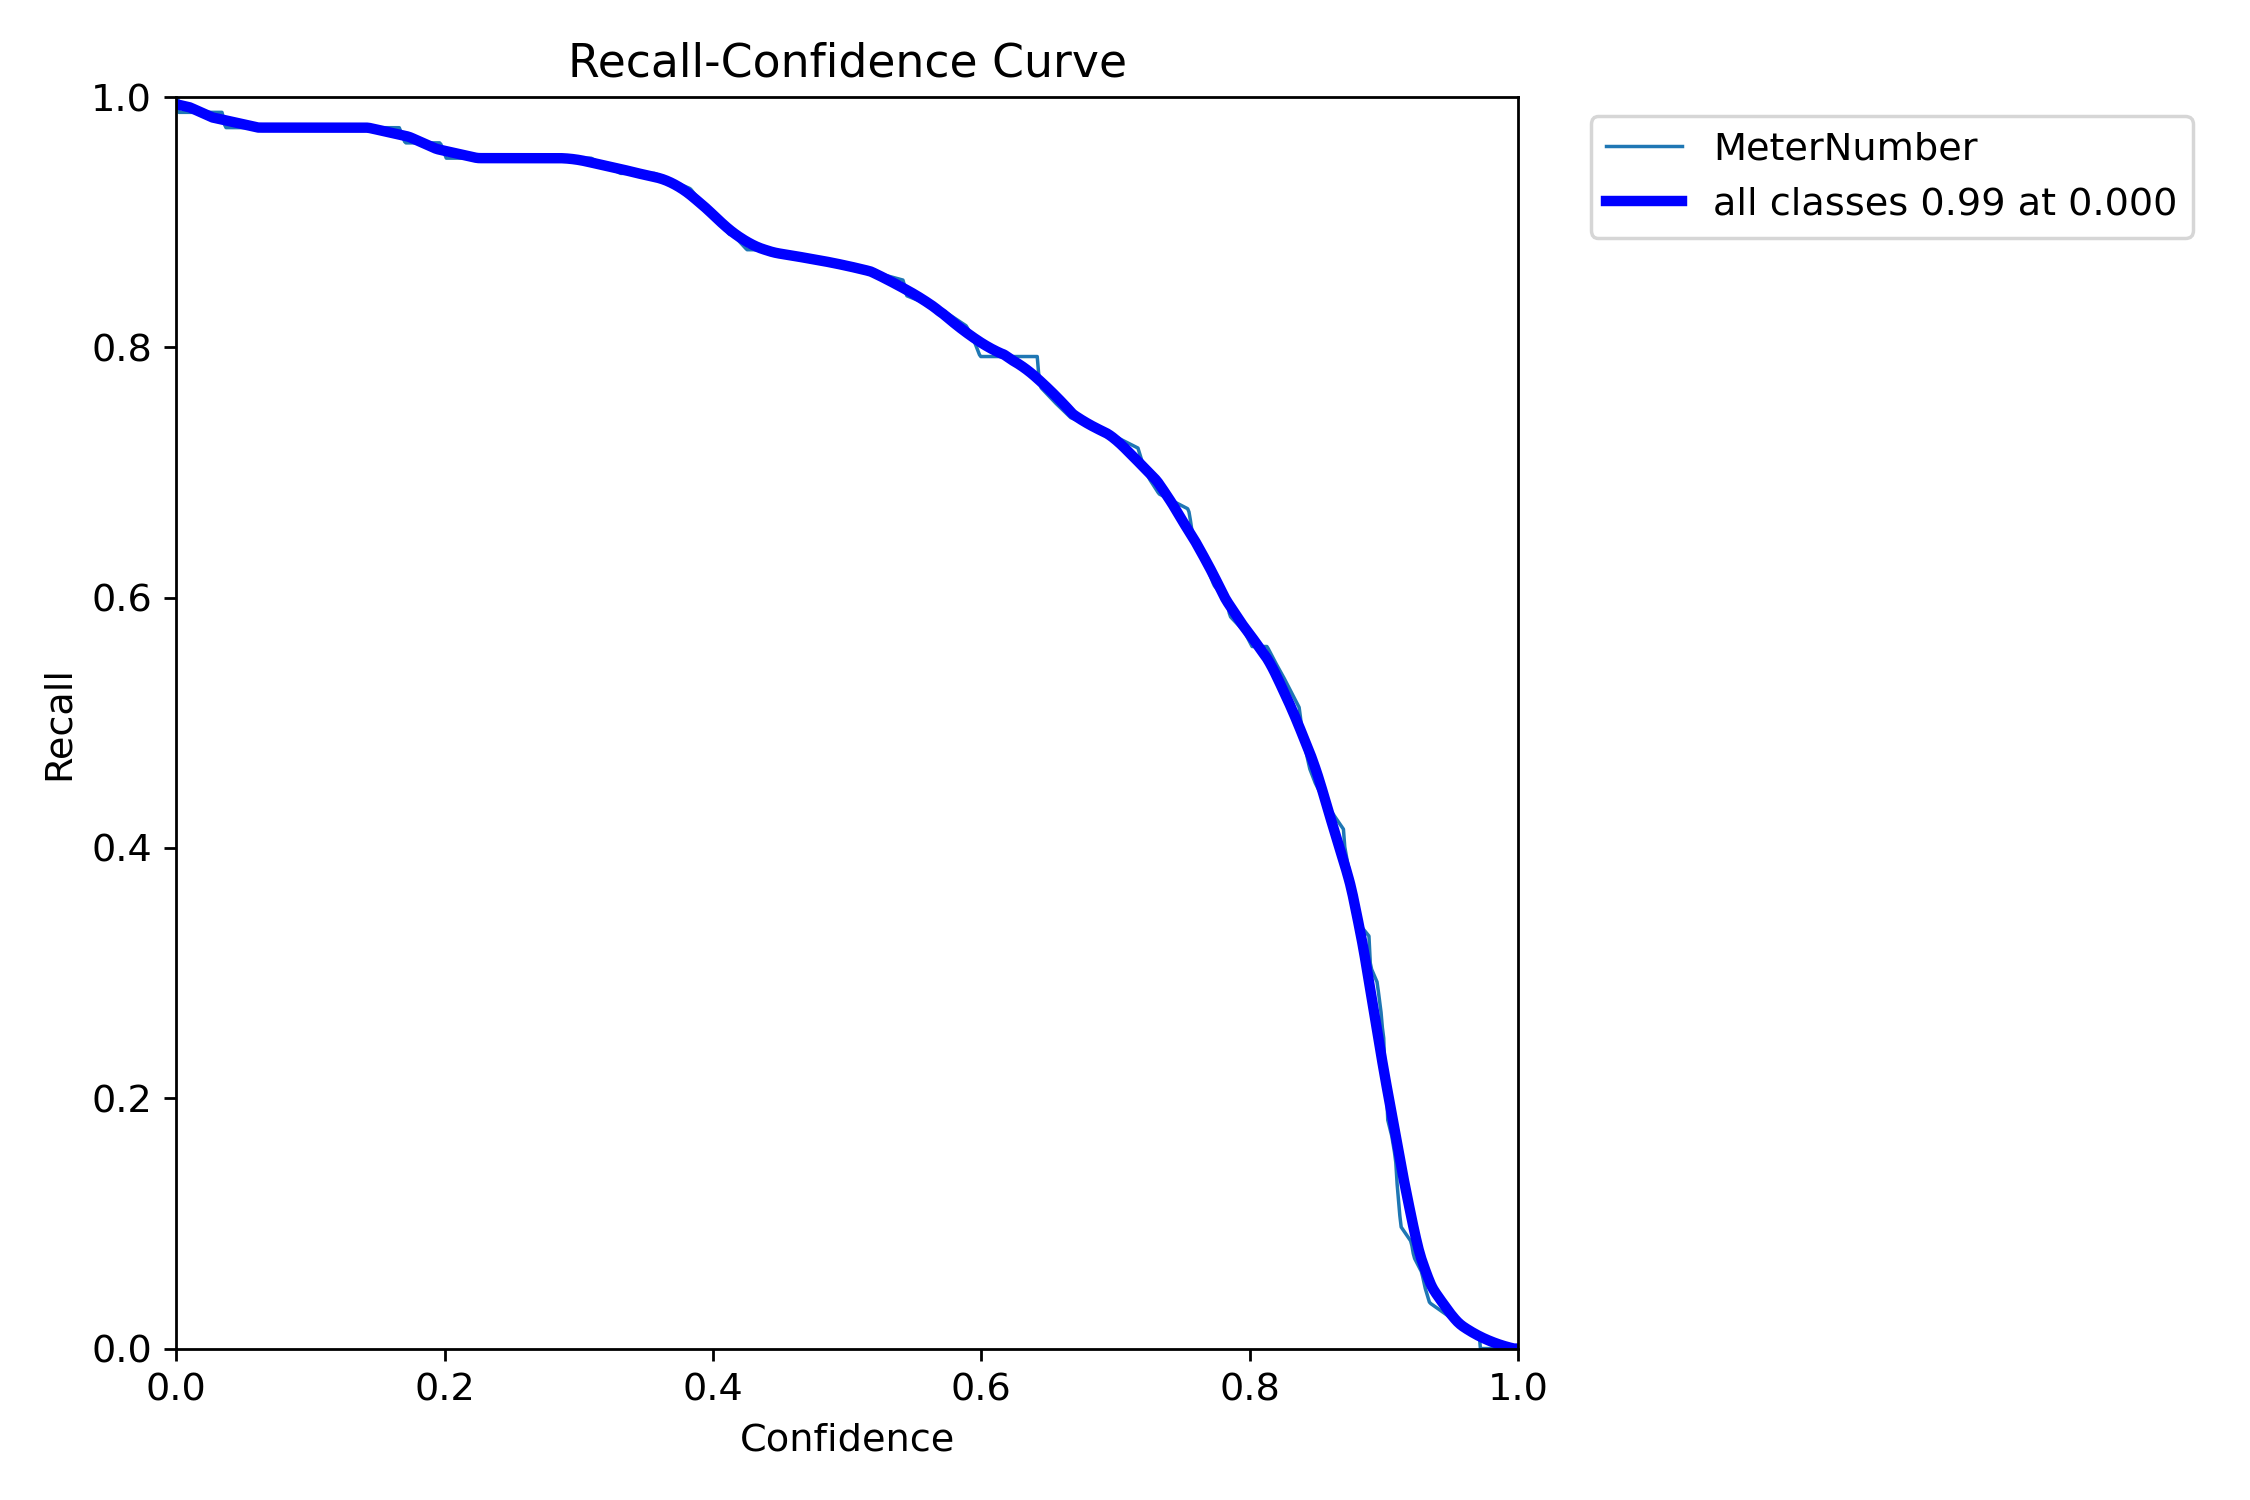 Recall-Confidence Curve
1.0
0.8
0.6
0.4
0.2
0.0
Recall
0.0 0.2 0.4 0.6 0.8 1.0
Confidence
MeterNumber
all classes 0.99 at 0.000